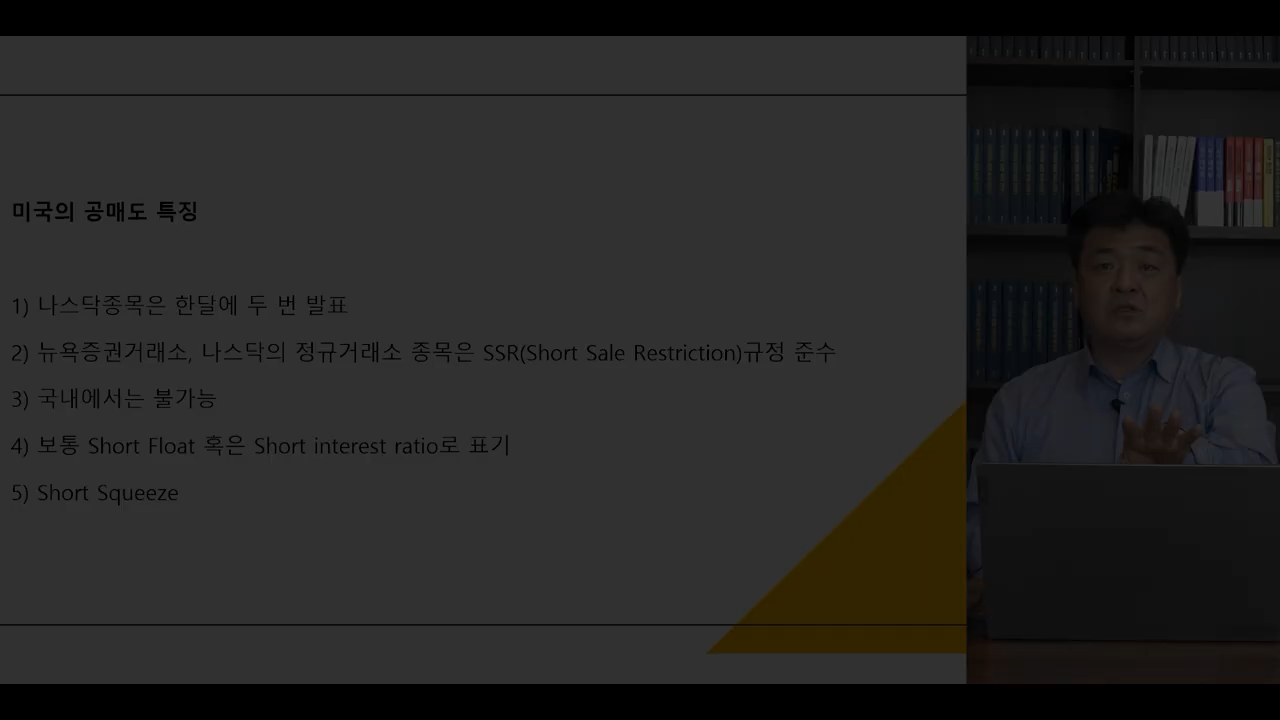 미국의 공매도 특징
1) 나스닥종목은 한달에 두 번 발표
2) 뉴욕증권거래소, 나스닥의 정규거래소 종목은 SSR(Short Sale Restriction)규정 준수
3) 국내에서는 불가능
4) 보통 Short Float 혹은 Short interest ratio로 표기
5) Short Squeeze